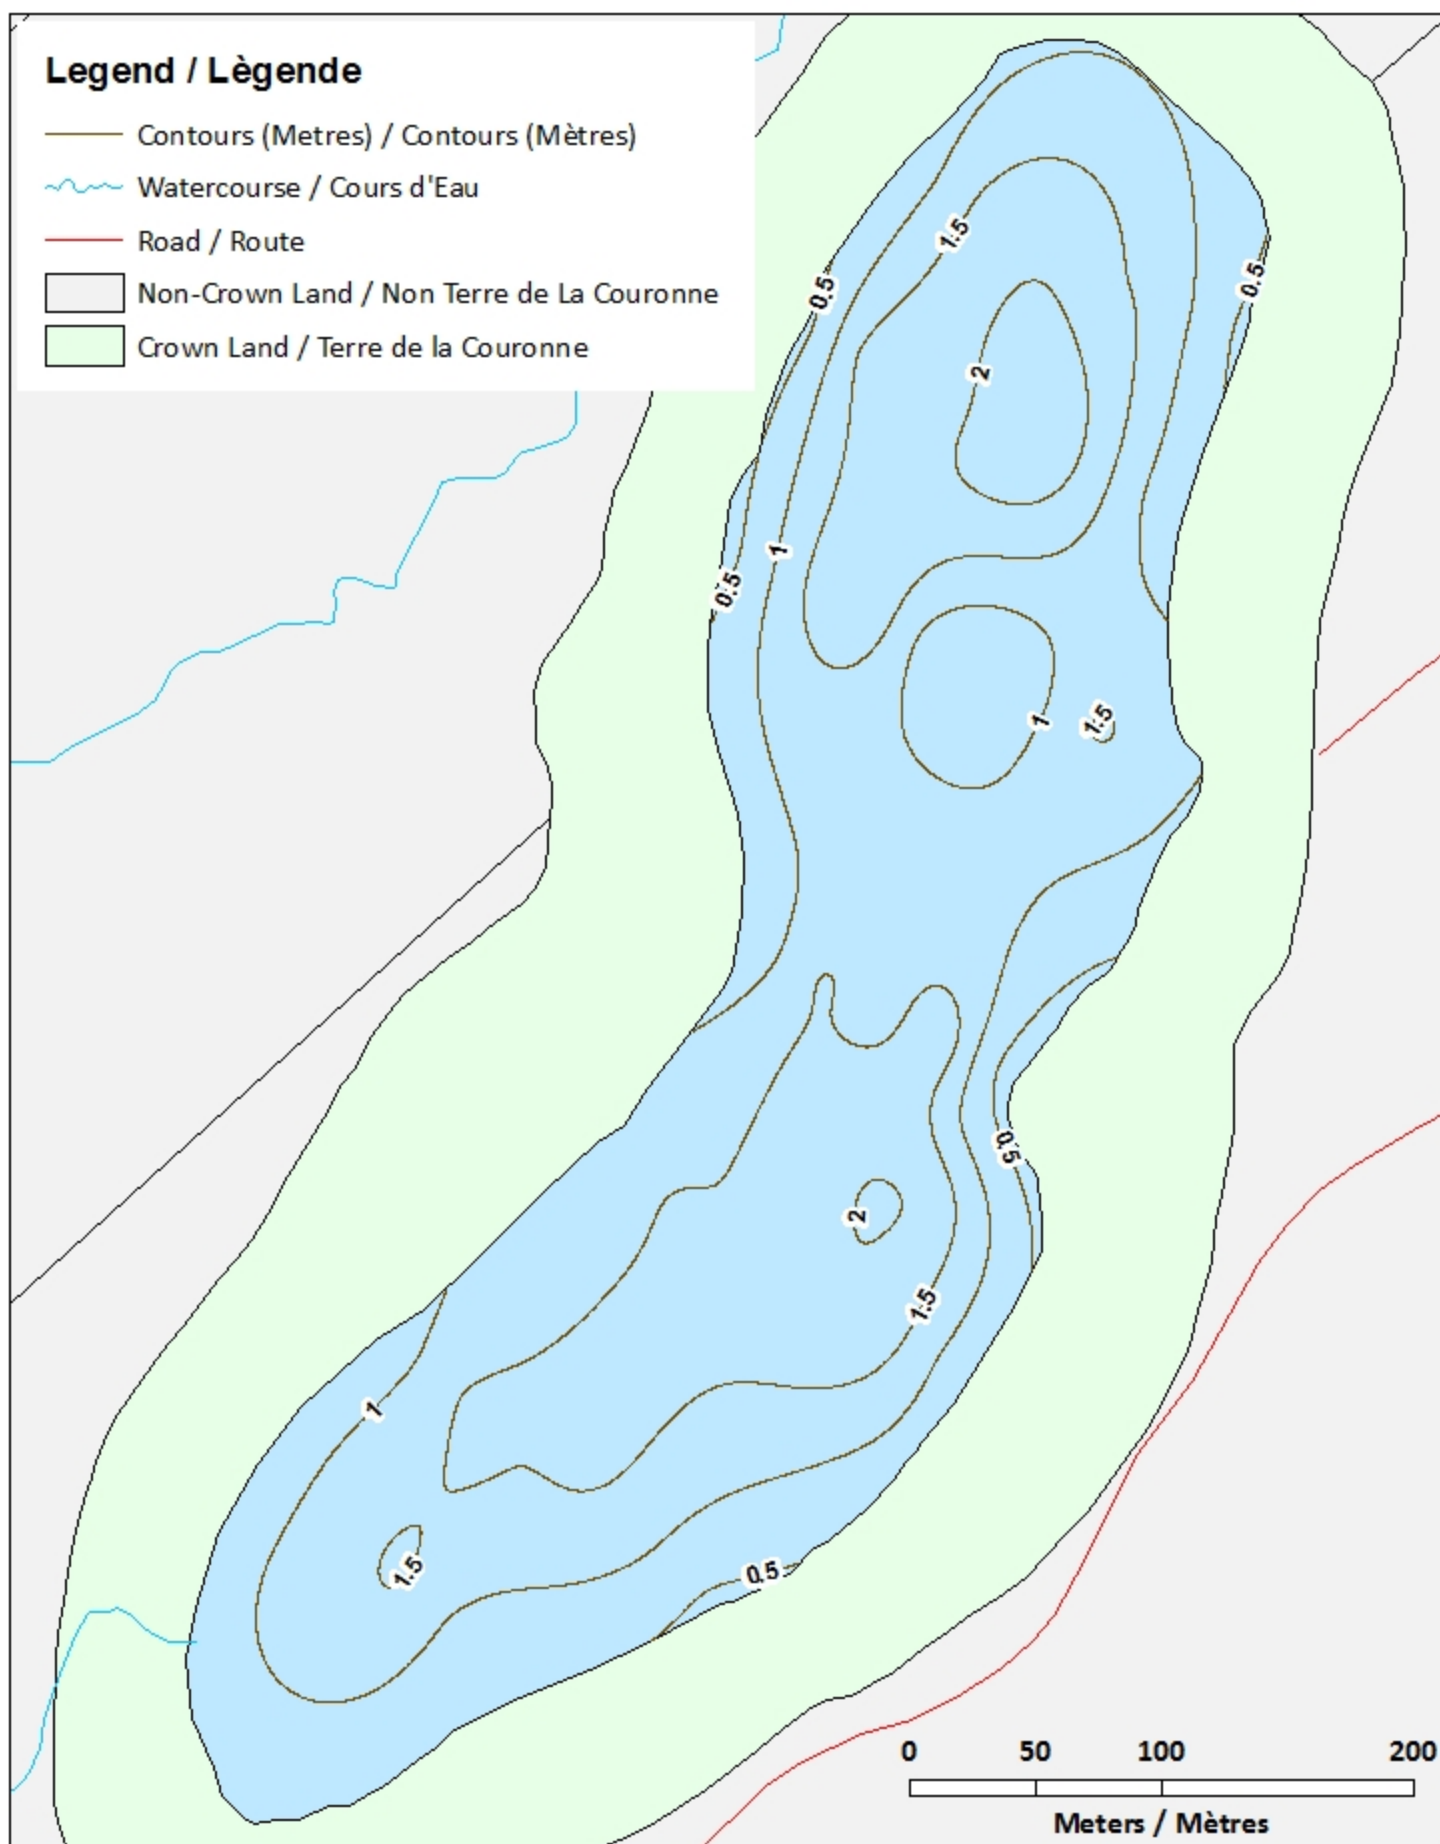 Legend / Lègende
Contours (Metres) / Contours (Mètres)
Watercourse / Cours d'Eau
Road / Route
Non-Crown Land / Non Terre de La Couronne
Crown Land / Terre de la Couronne
1.5
0.5
0.5
2
1
0.5
1
1.5
0.5
2
1.5
1
1.5
0.5
0 50 100 200
Meters / Mètres